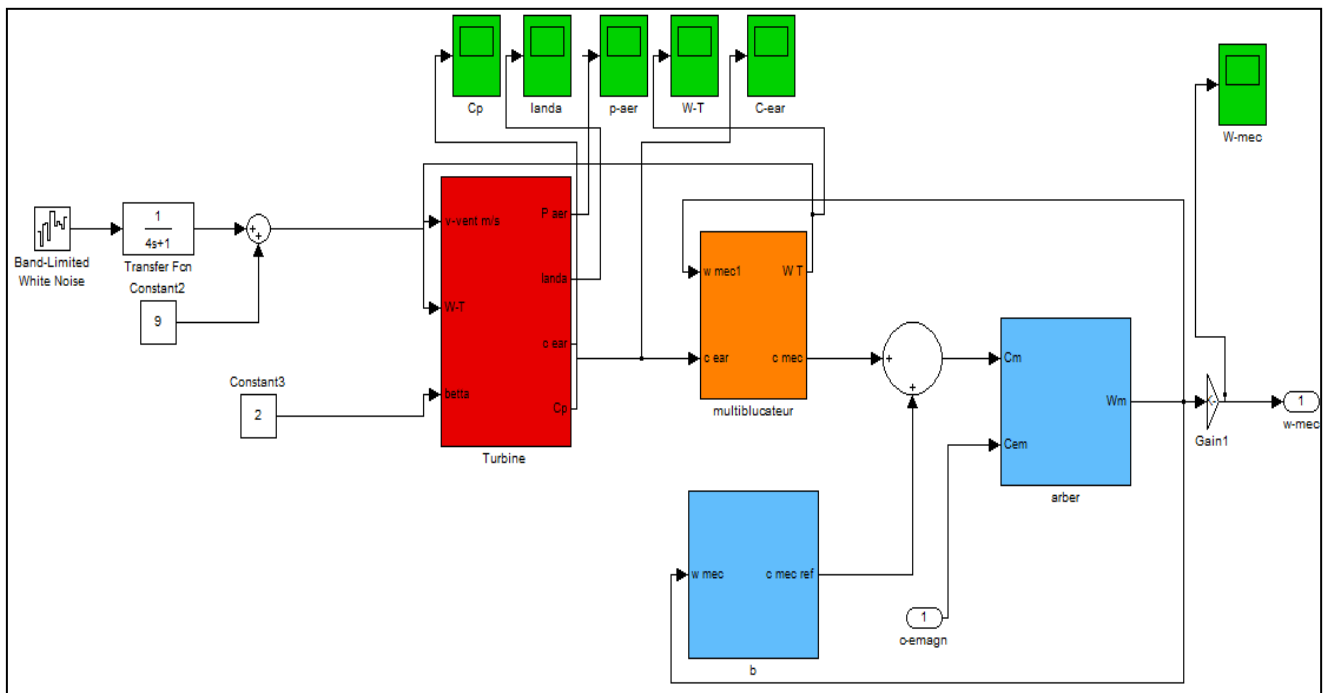 Cp
landa
p-aer
W-T
C-ear
W-mec
Band-Limited
White Noise
1
4s+1
Transfer Fcn
+
+
Constant2
9
Constant3
2
v-vent m/s
W-T
betta
P aer
landa
c ear
Cp
Turbine
w mec1
c ear
W T
c mec
multiblucateur
+
+
Cm
Cem
Wm
arber
Gain1
1
w-mec
w mec
c mec ref
b
1
c-emagn